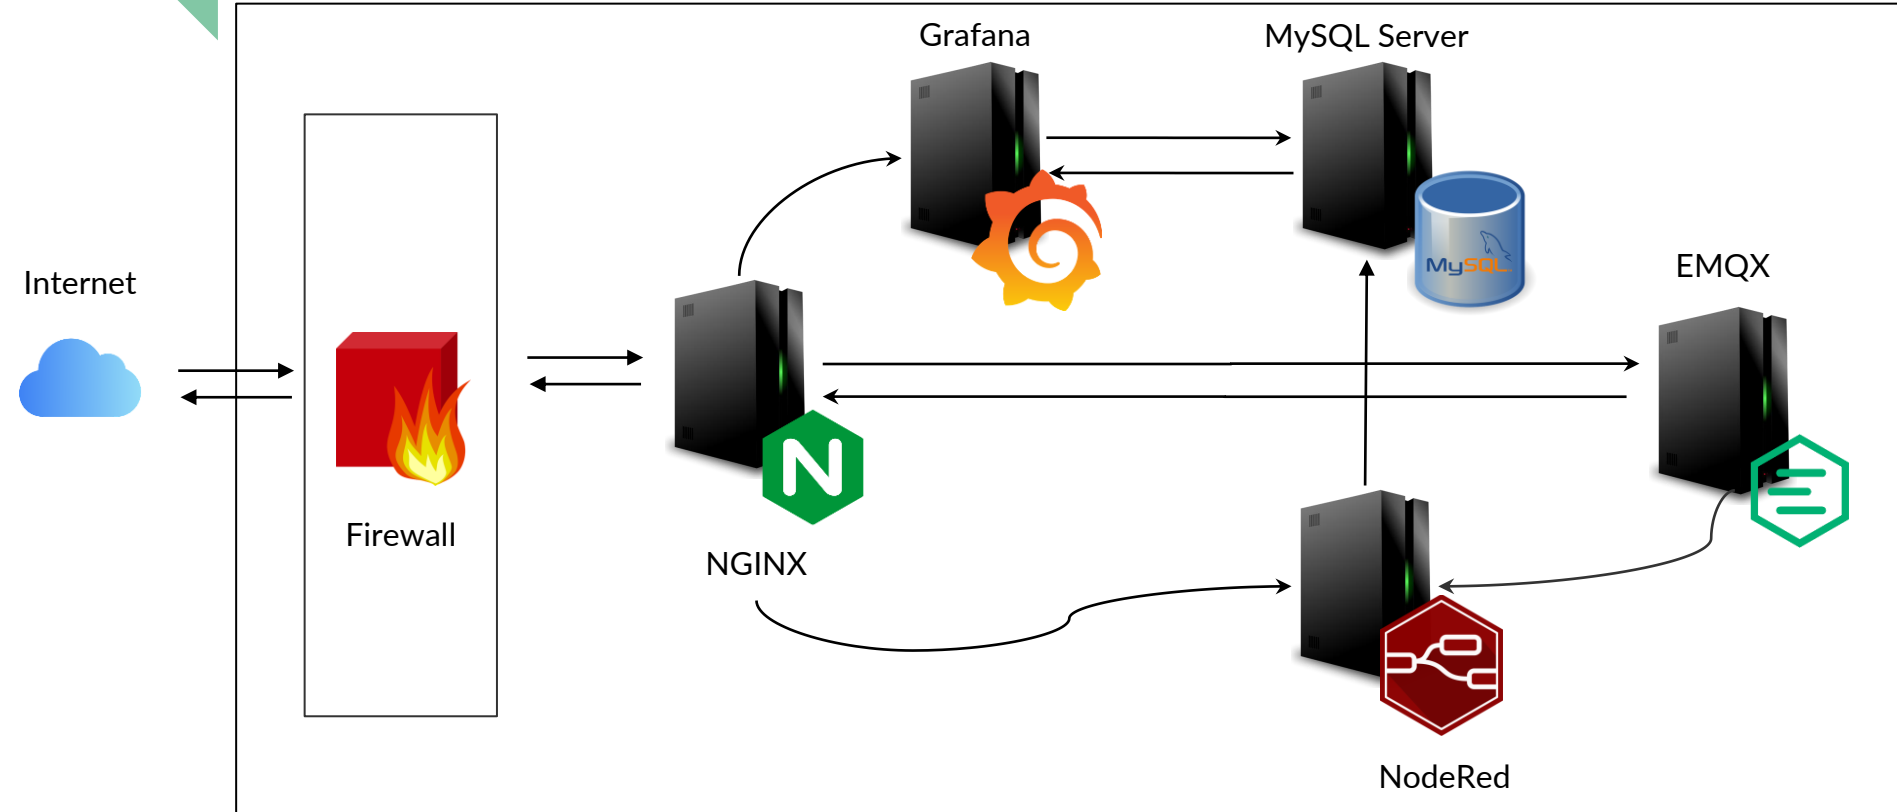 Grafana
MySQL Server
Internet
MySQL
EMQX
Firewall
NGINX
N
NodeRed